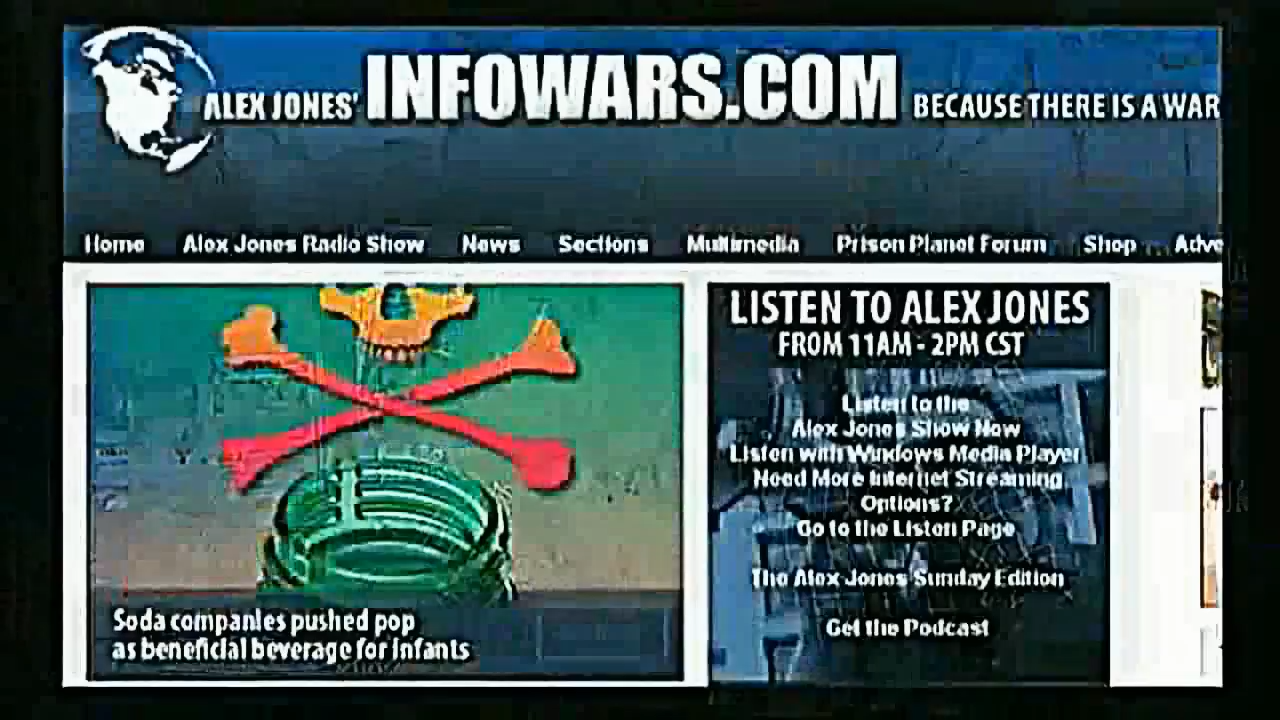 ALEX JONES' INFOWARS.COM BECAUSE THERE IS A WAR
Home Alex Jones Radio Show News Sections Multimedia Prison Planet Forum Shop Adve
LISTEN TO ALEX JONES
FROM 11AM - 2PM CST
Listen to the
Alex Jones Show Now
Listen with Windows Media Player
Need More Internet Streaming
Options?
Go to the Listen Page
The Alex Jones Sunday Edition
Get the Podcast
Soda companies pushed pop
as beneficial beverage for infants